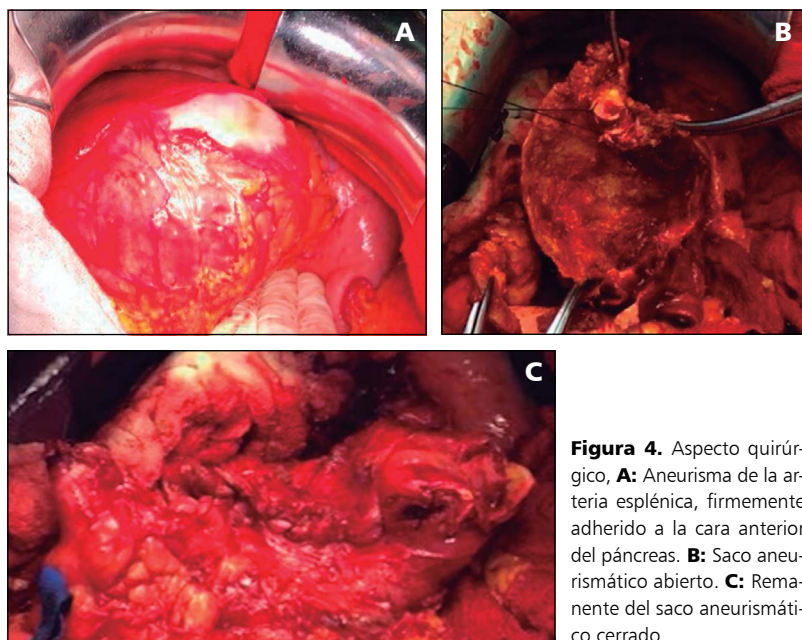 A
B
C
Figura 4. Aspecto quirúr-
gico, A: Aneurisma de la ar-
teria esplénica, firmemente
adherido a la cara anterior
del páncreas. B: Saco aneu-
rismático abierto. C: Rema-
nente del saco aneurismáti-
co cerrado.